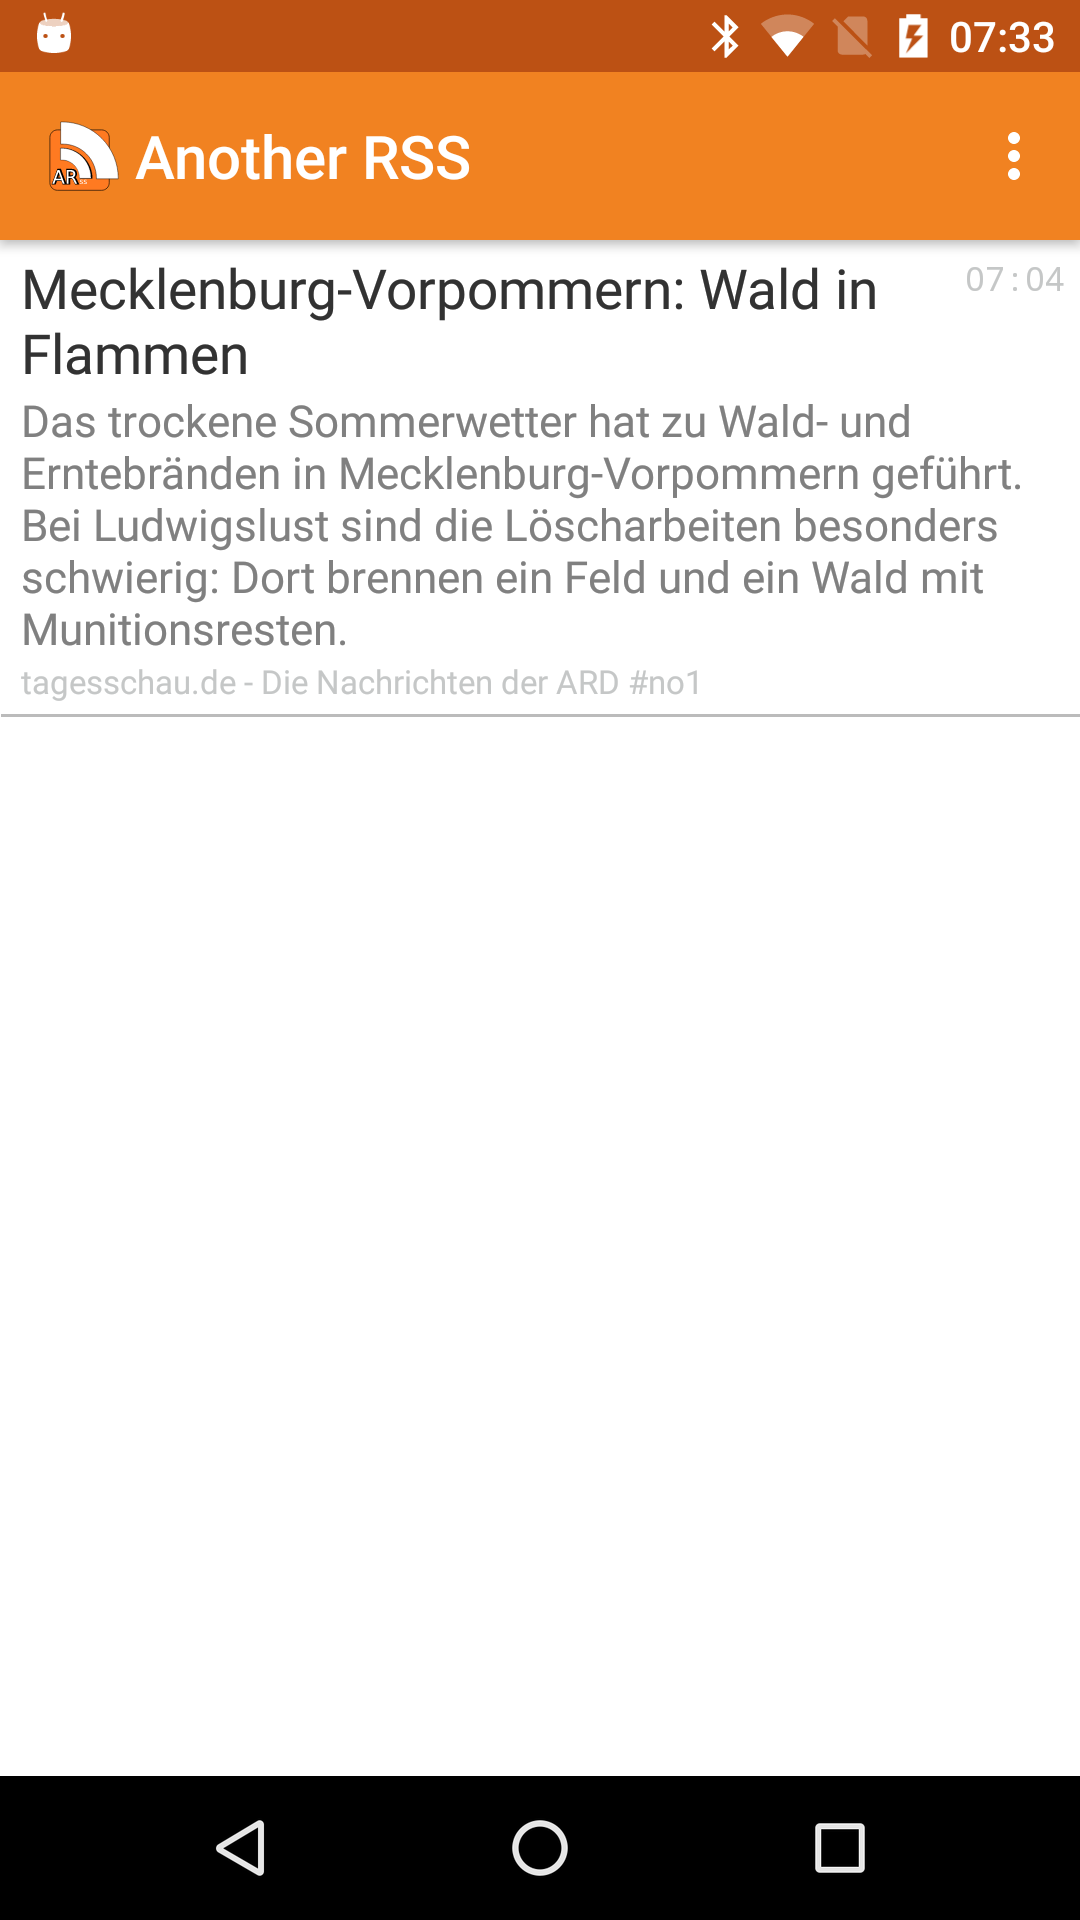 07:33
AR
Another RSS
Mecklenburg-Vorpommern: Wald in
Flammen
07:04
Das trockene Sommerwetter hat zu Wald- und
Erntebränden in Mecklenburg-Vorpommern geführt.
Bei Ludwigslust sind die Löscharbeiten besonders
schwierig: Dort brennen ein Feld und ein Wald mit
Munitionsresten.
tagesschau.de - Die Nachrichten der ARD #no1